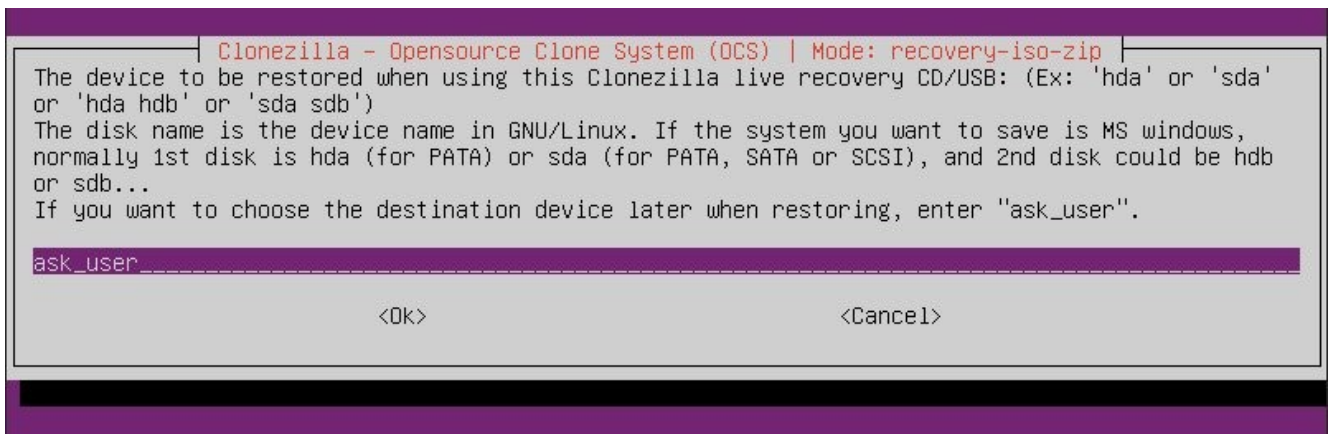 Clonezilla - Opensource Clone System (OCS) | Mode: recovery-iso-zip
The device to be restored when using this Clonezilla live recovery CD/USB: (Ex: 'hda' or 'sda'
or 'hda hdb' or 'sda sdb')
The disk name is the device name in GNU/Linux. If the system you want to save is MS windows,
normally 1st disk is hda (for PATA) or sda (for PATA, SATA or SCSI), and 2nd disk could be hdb
or sdb...
If you want to choose the destination device later when restoring, enter "ask_user".
ask_user
<Ok> <Cancel>